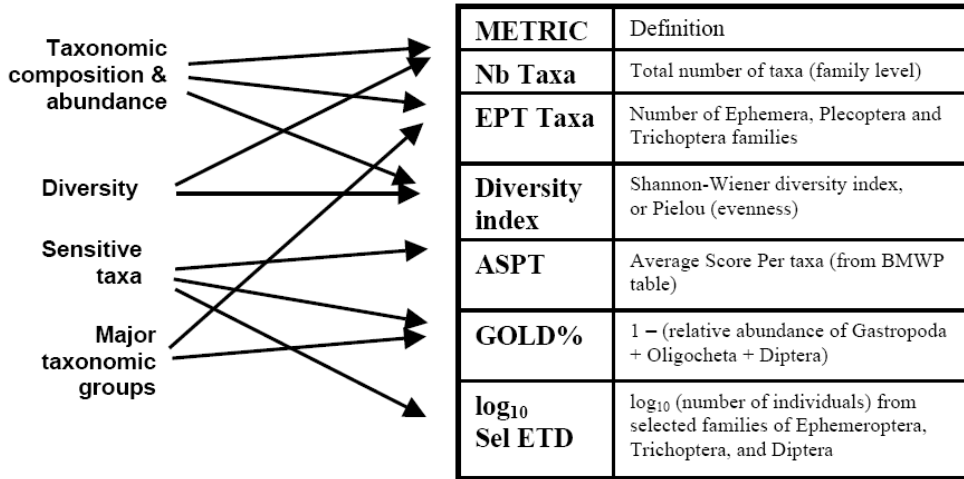 Taxonomic
composition &
abundance
Diversity
Sensitive
taxa
Major
taxonomic
groups
METRIC Definition
Nb Taxa Total number of taxa (family level)
EPT Taxa Number of Ephemera, Plecoptera and
Trichoptera families
Diversity
index
Shannon-Wiener diversity index,
or Pielou (evenness)
ASPT Average Score Per taxa (from BMWP
table)
GOLD% 1 – (relative abundance of Gastropoda
+ Oligocheta + Diptera)
log₁₀
Sel ETD
log₁₀ (number of individuals) from
selected families of Ephemeroptera,
Trichoptera, and Diptera